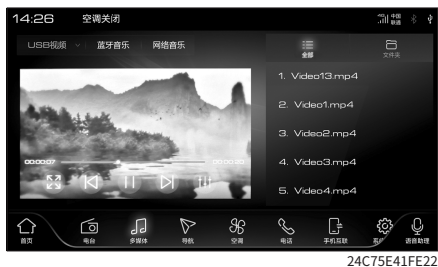 14:26 空调关闭 中国联通
USB视频 蓝牙音乐 网络音乐 全部 文件夹
1. Video13.mp4
2. Video1.mp4
3. Video2.mp4
4. Video3.mp4
5. Video4.mp4
00:00:07 00:00:20
首页 电台 多媒体 导航 空调 电话 手机互联 语音助理
24C75E41FE22